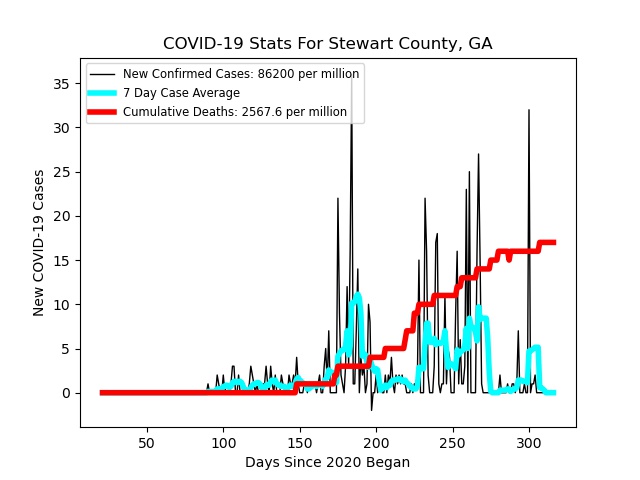 COVID-19 Stats For Stewart County, GA
New Confirmed Cases: 86200 per million
7 Day Case Average
Cumulative Deaths: 2567.6 per million
New COVID-19 Cases
35
30
25
20
15
10
5
0
50 100 150 200 250 300
Days Since 2020 Began